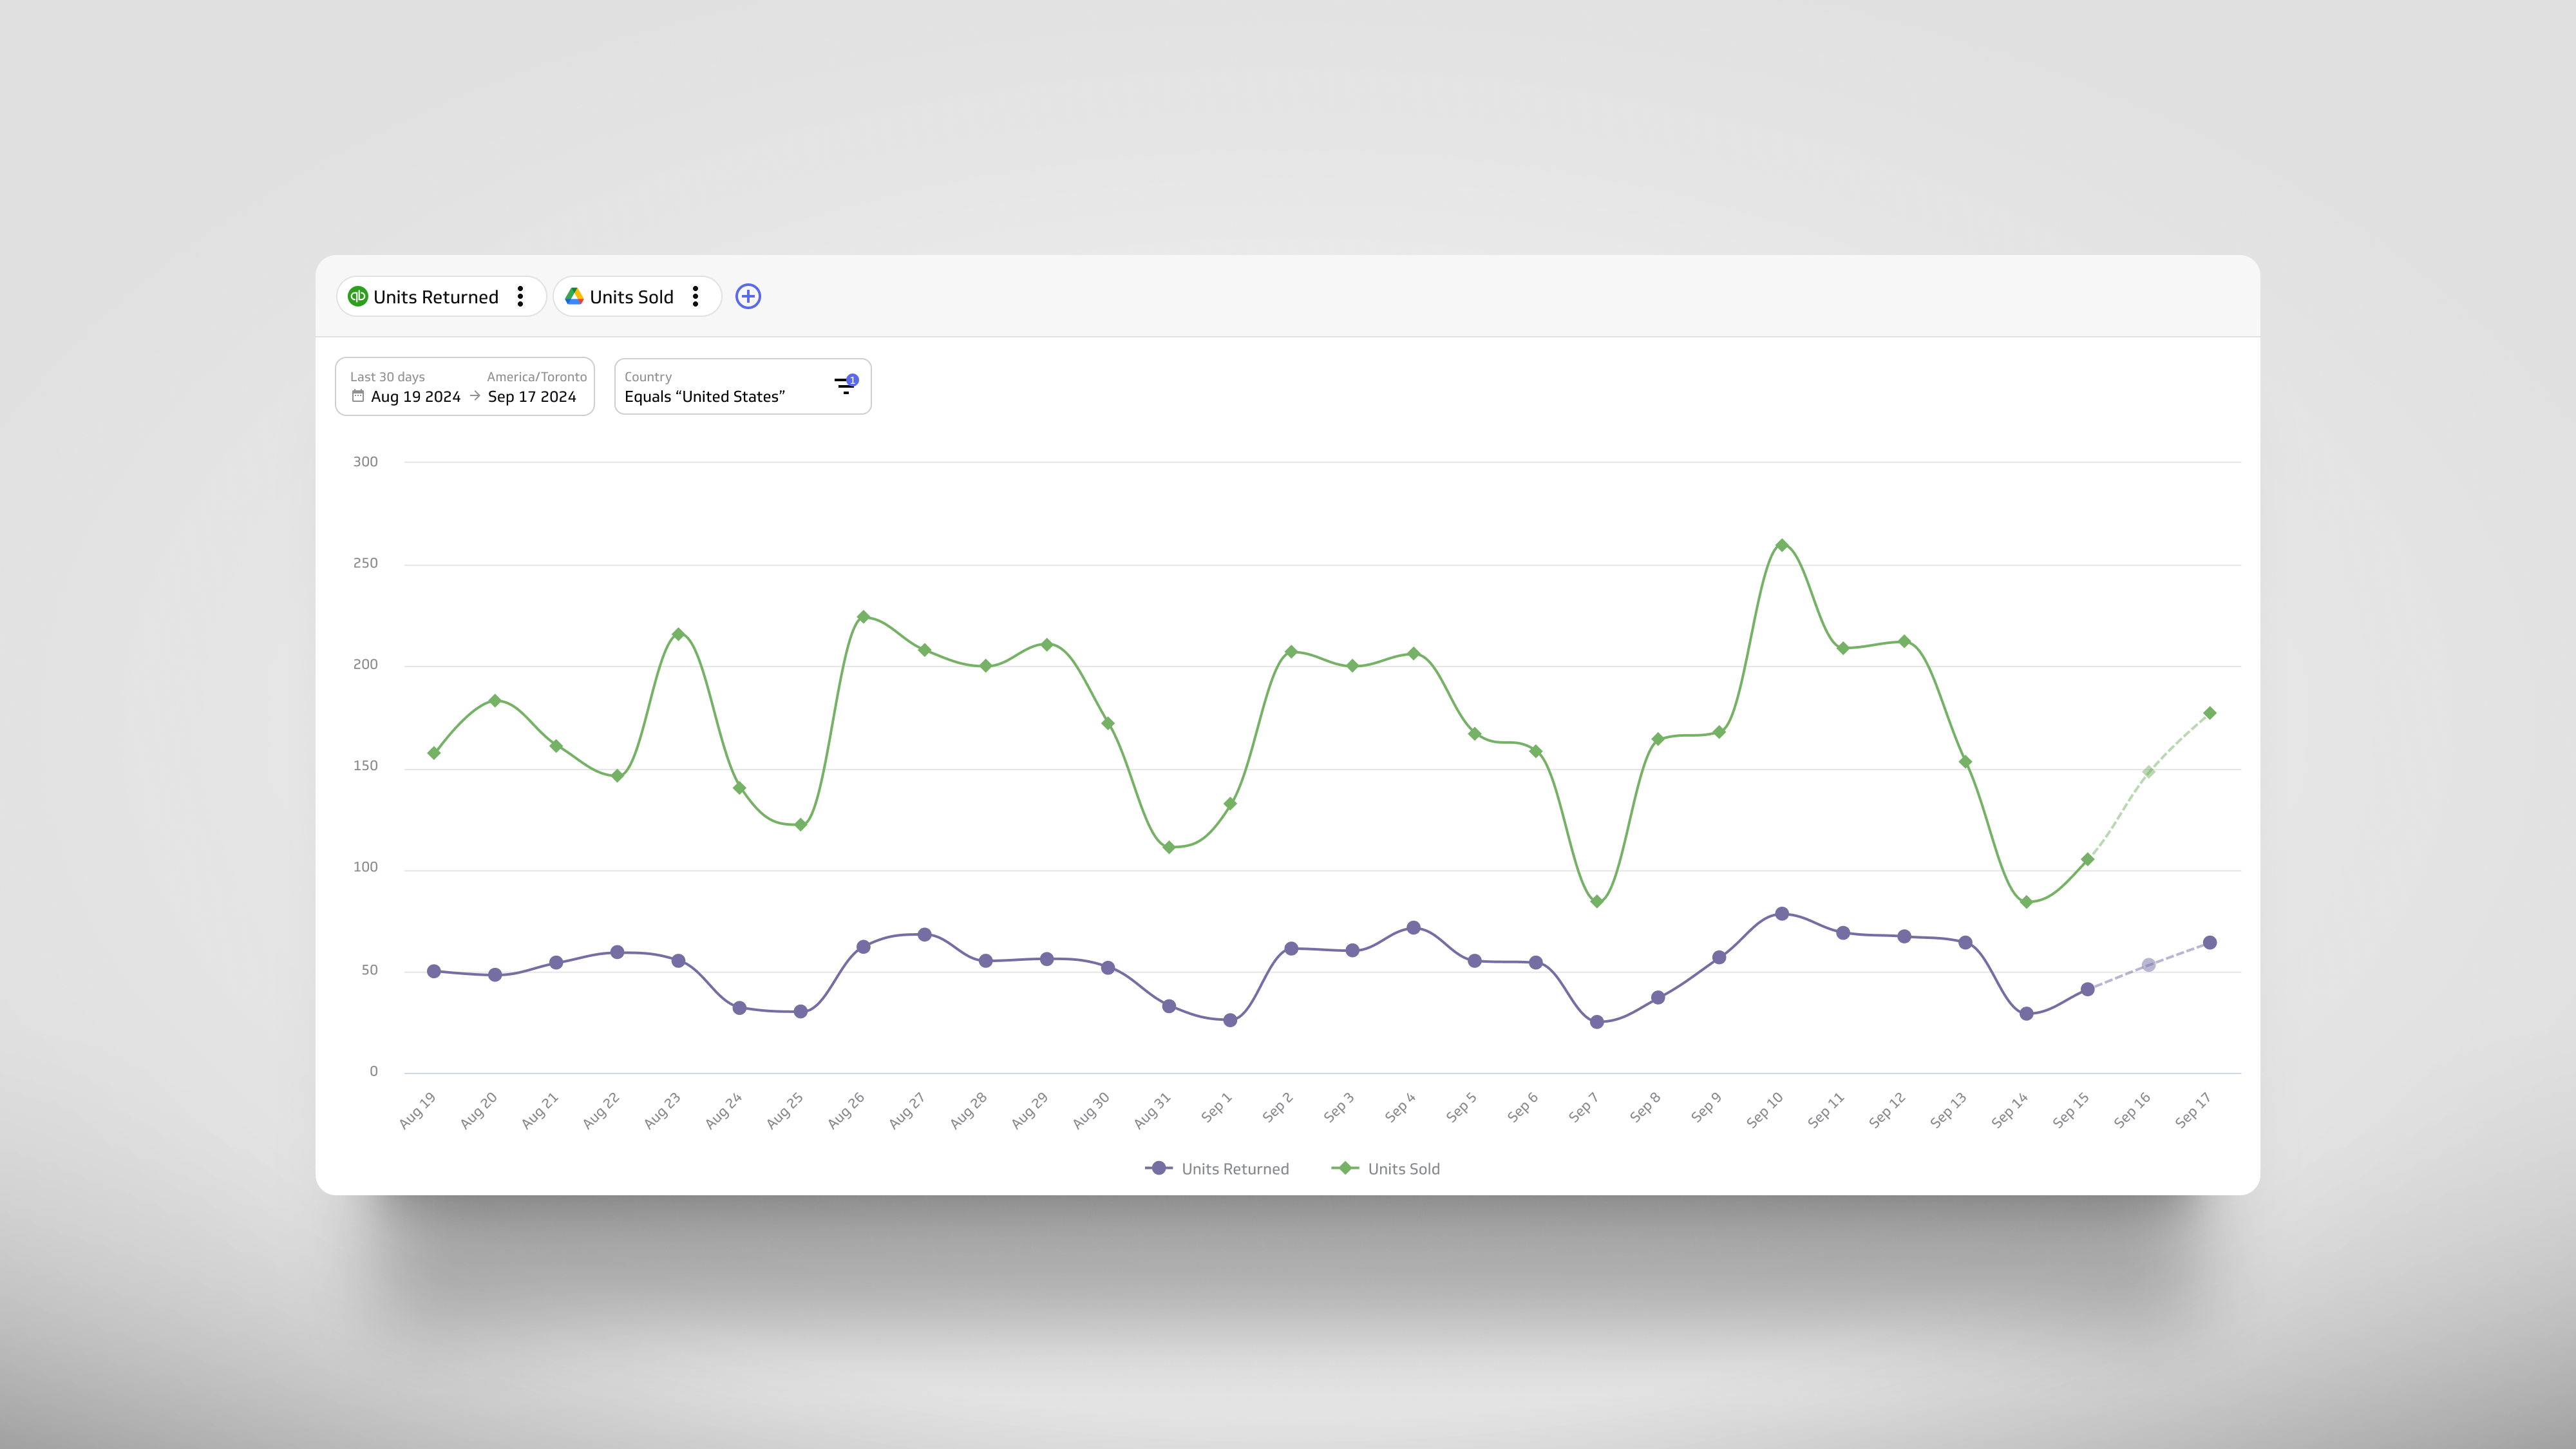 qb Units Returned Units Sold
Last 30 days America/Toronto
Aug 19 2024 → Sep 17 2024
Country
Equals “United States”
1
300
250
200
150
100
50
0
Aug 19 Aug 20 Aug 21 Aug 22 Aug 23 Aug 24 Aug 25 Aug 26 Aug 27 Aug 28 Aug 29 Aug 30 Aug 31 Sep 1 Sep 2 Sep 3 Sep 4 Sep 5 Sep 6 Sep 7 Sep 8 Sep 9 Sep 10 Sep 11 Sep 12 Sep 13 Sep 14 Sep 15 Sep 16 Sep 17
Units Returned Units Sold